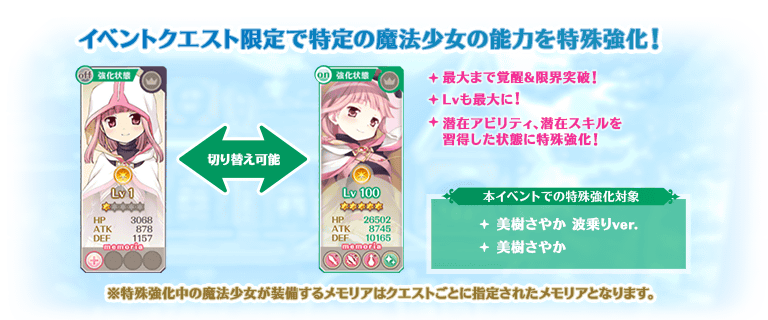 イベントクエスト限定で特定の魔法少女の能力を特殊強化！
off 強化状態
Lv 1
HP 3068
ATK 878
DEF 1157
memoria
切り替え可能
on 強化状態
Lv 100
HP 26502
ATK 8745
DEF 10165
memoria
最大まで覚醒&限界突破！
Lvも最大に！
潜在アビリティ、潜在スキルを
習得した状態に特殊強化！
本イベントでの特殊強化対象
美樹さやか 波乗りver.
美樹さやか
※特殊強化中の魔法少女が装備するメモリアはクエストごとに指定されたメモリアとなります。